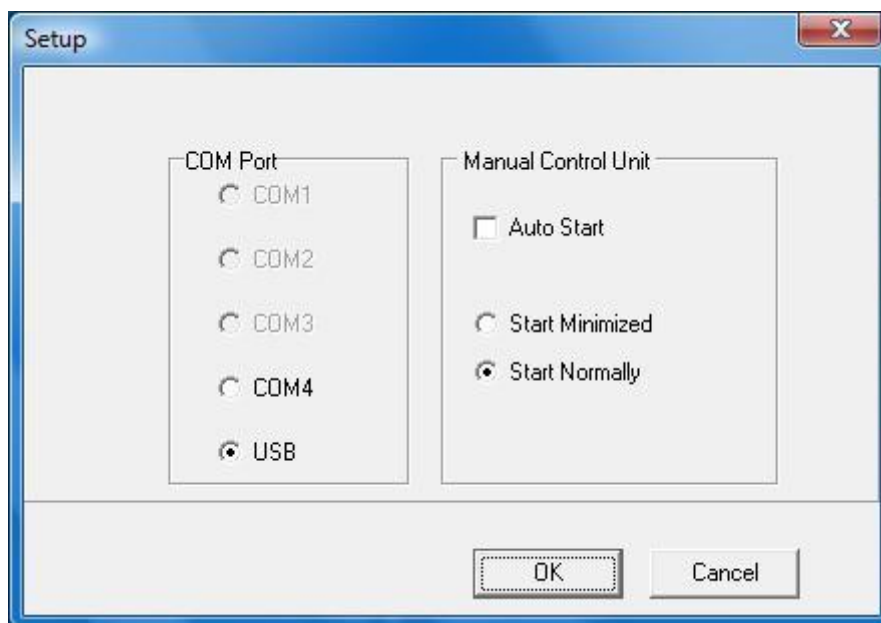 Setup
COM Port
COM1
COM2
COM3
COM4
USB
Manual Control Unit
Auto Start
Start Minimized
Start Normally
OK
Cancel